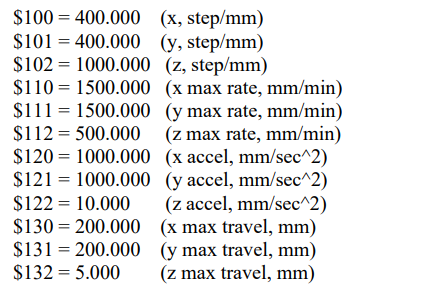 $100 = 400.000 (x, step/mm)
$101 = 400.000 (y, step/mm)
$102 = 1000.000 (z, step/mm)
$110 = 1500.000 (x max rate, mm/min)
$111 = 1500.000 (y max rate, mm/min)
$112 = 500.000 (z max rate, mm/min)
$120 = 1000.000 (x accel, mm/sec^2)
$121 = 1000.000 (y accel, mm/sec^2)
$122 = 10.000 (z accel, mm/sec^2)
$130 = 200.000 (x max travel, mm)
$131 = 200.000 (y max travel, mm)
$132 = 5.000 (z max travel, mm)